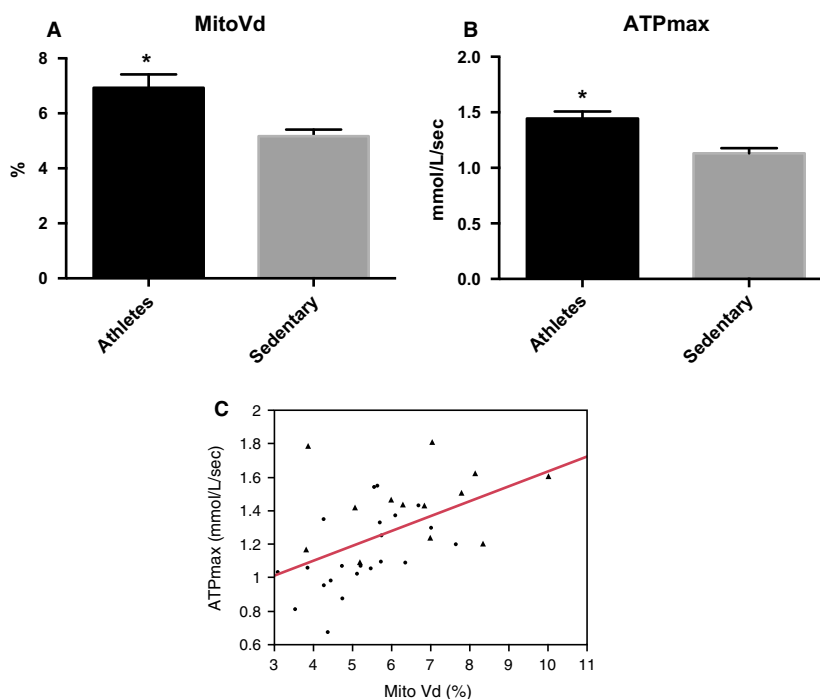 A MitoVd
8
6
4
2
0
%
*
Athletes
Sedentary
B ATPmax
2.0
1.5
1.0
0.5
0.0
mmol/L/sec
*
Athletes
Sedentary
C
2
1.8
1.6
1.4
1.2
1
0.8
0.6
ATPmax (mmol/L/sec)
3 4 5 6 7 8 9 10 11
Mito Vd (%)